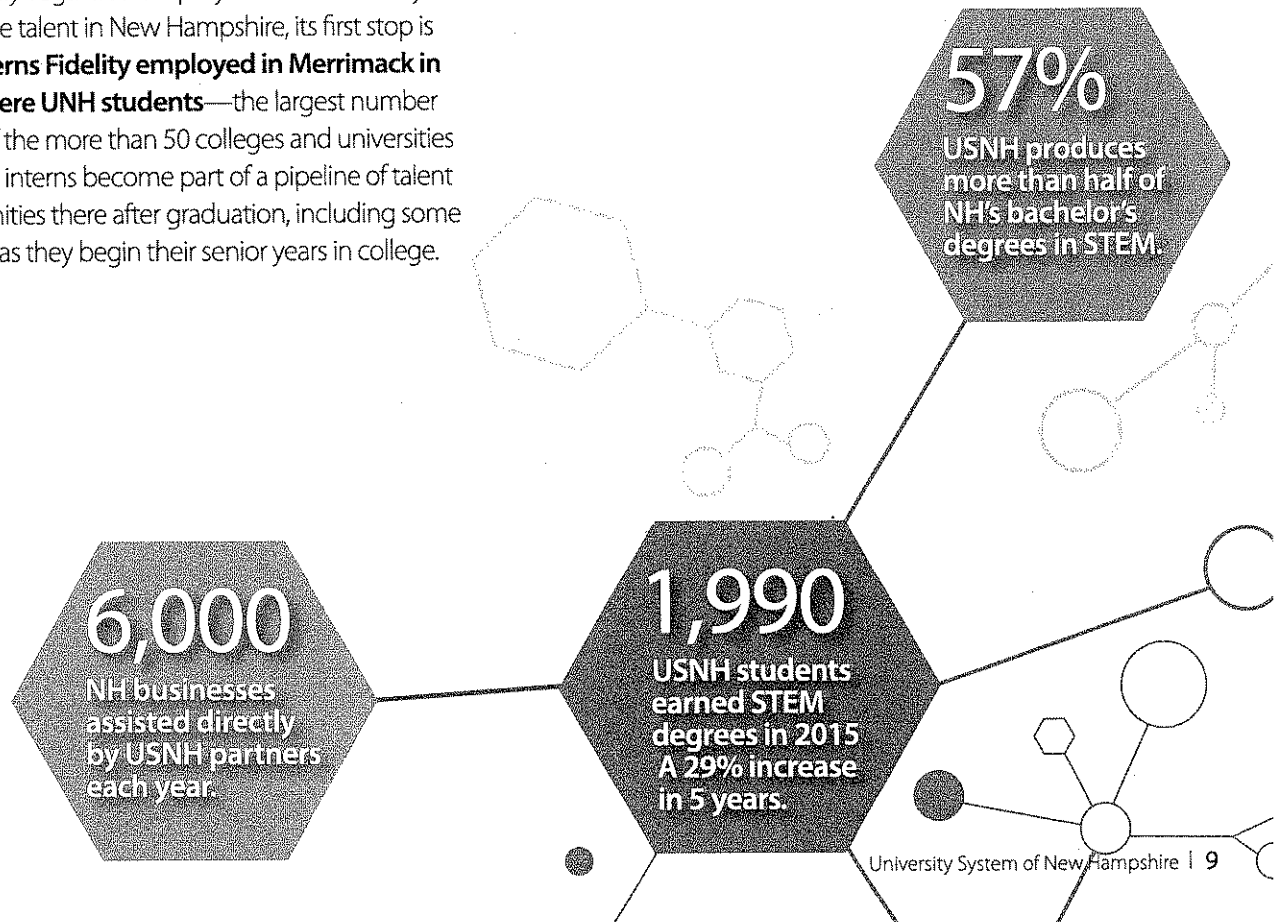 e talent in New Hampshire, its first stop is
erns Fidelity employed in Merrimack in
ere UNH students—the largest number
the more than 50 colleges and universities
interns become part of a pipeline of talent
nities there after graduation, including some
as they begin their senior years in college.
57%
USNH produces
more than half of
NH's bachelor's
degrees in STEM.
6,000
NH businesses
assisted directly
by USNH partners
each year.
1,990
USNH students
earned STEM
degrees in 2015
A 29% increase
in 5 years.
University System of New Hampshire | 9